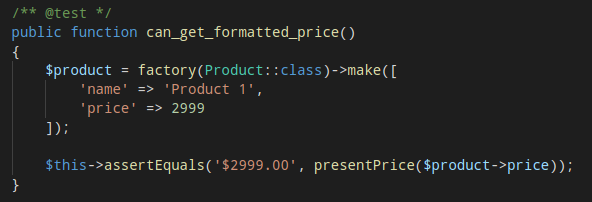 /** @test */
public function can_get_formatted_price()
{
    $product = factory(Product::class)->make([
        'name' => 'Product 1',
        'price' => 2999
    ]);

    $this->assertEquals('$2999.00', presentPrice($product->price));
}